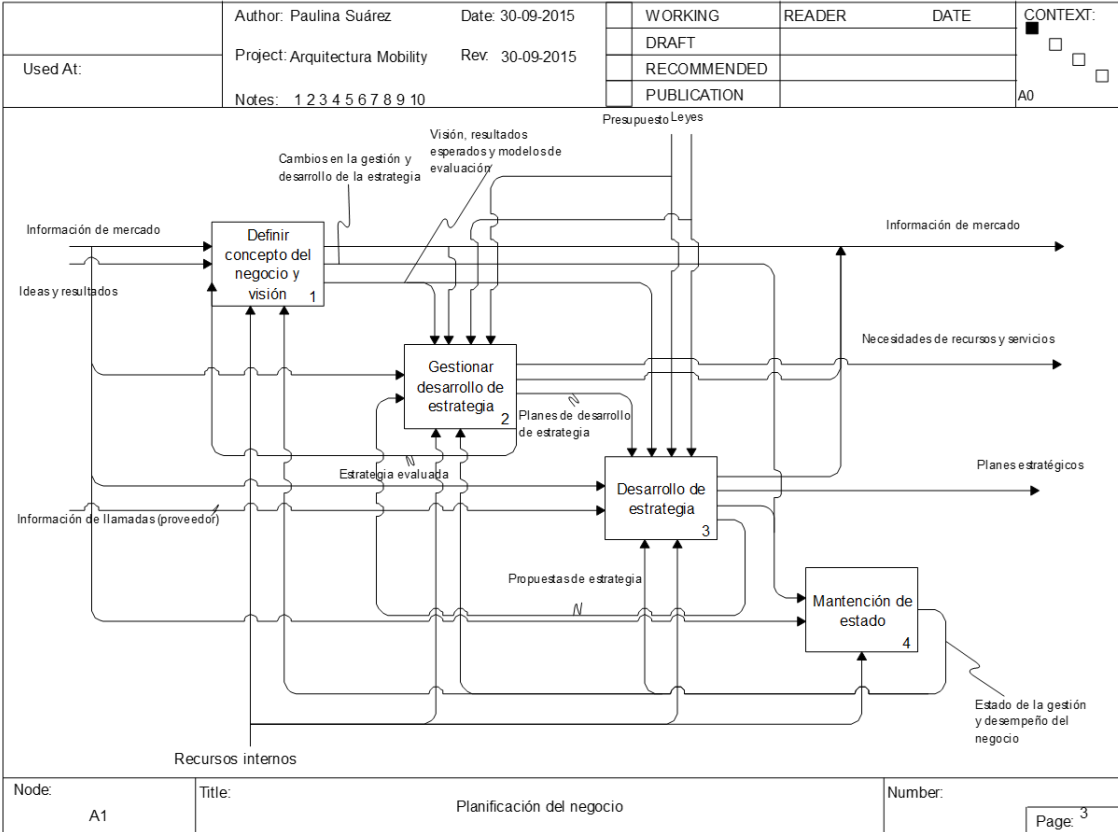 Author: Paulina Suárez
Date: 30-09-2015
WORKING
READER
DATE
CONTEXT:
DRAFT
Project: Arquitectura Mobility
Rev: 30-09-2015
Used At:
RECOMMENDED
Notes: 1 2 3 4 5 6 7 8 9 10
PUBLICATION
A0
Presupuesto
Leyes
Visión, resultados
esperados y modelos de
evaluación
Cambios en la gestión y
desarrollo de la estrategia
Información de mercado
Definir
concepto del
negocio y
visión
1
Información de mercado
Ideas y resultados
Necesidades de recursos y servicios
Gestionar
desarrollo de
estrategia
2
Planes de desarrollo
de estrategia
Estrategia evaluada
Planes estratégicos
Desarrollo de
estrategia
3
Información de llamadas (proveedor)
Propuestas de estrategia
Mantención de
estado
4
Estado de la gestión
y desempeño del
negocio
Recursos internos
Node:
A1
Title:
Planificación del negocio
Number:
Page: 3